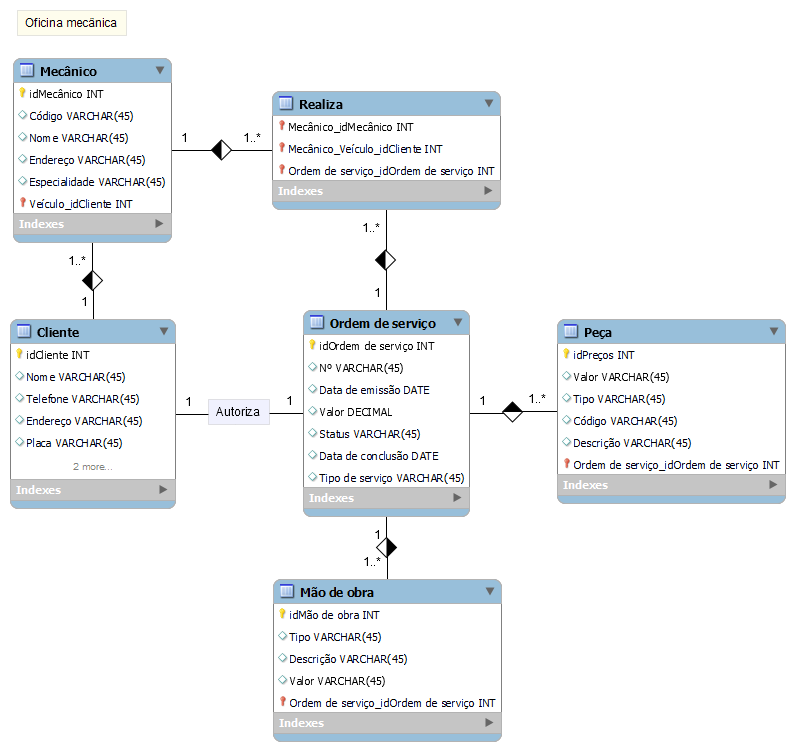 Oficina mecânica
Mecânico
idMecânico INT
Código VARCHAR(45)
Nome VARCHAR(45)
Endereço VARCHAR(45)
Especialidade VARCHAR(45)
Veículo_idCliente INT
Indexes
1
1..*
Realiza
Mecânico_idMecânico INT
Mecânico_Veículo_idCliente INT
Ordem de serviço_idOrdem de serviço INT
Indexes
1..*
1
1..*
1
Cliente
idCliente INT
Nome VARCHAR(45)
Telefone VARCHAR(45)
Endereço VARCHAR(45)
Placa VARCHAR(45)
2 more...
Indexes
1
Autoriza
1
Ordem de serviço
idOrdem de serviço INT
Nº VARCHAR(45)
Data de emissão DATE
Valor DECIMAL
Status VARCHAR(45)
Data de conclusão DATE
Tipo de serviço VARCHAR(45)
Indexes
1
1..*
Peça
idPreços INT
Valor VARCHAR(45)
Tipo VARCHAR(45)
Código VARCHAR(45)
Descrição VARCHAR(45)
Ordem de serviço_idOrdem de serviço INT
Indexes
1
1..*
Mão de obra
idMão de obra INT
Tipo VARCHAR(45)
Descrição VARCHAR(45)
Valor VARCHAR(45)
Ordem de serviço_idOrdem de serviço INT
Indexes